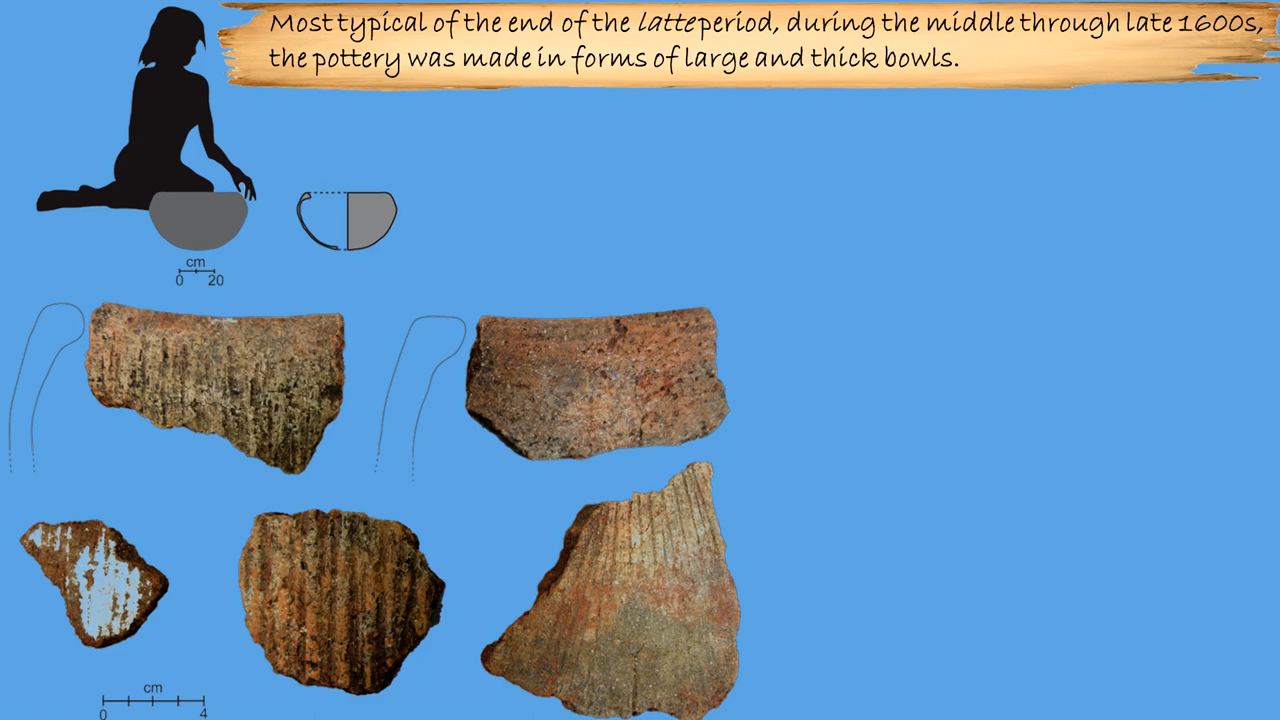 Most typical of the end of the latte period, during the middle through late 1600s,
the pottery was made in forms of large and thick bowls.
cm
0 20
cm
0 4